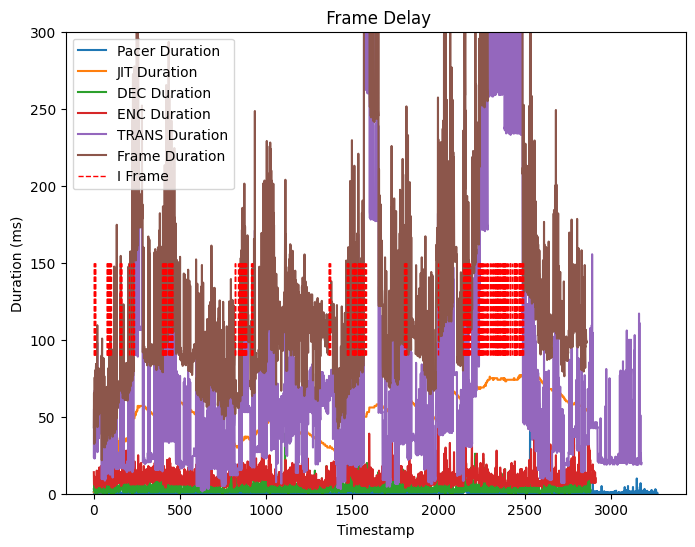 Frame Delay
Pacer Duration
JIT Duration
DEC Duration
ENC Duration
TRANS Duration
Frame Duration
I Frame
300
250
200
150
100
50
0
Duration (ms)
0 500 1000 1500 2000 2500 3000
Timestamp